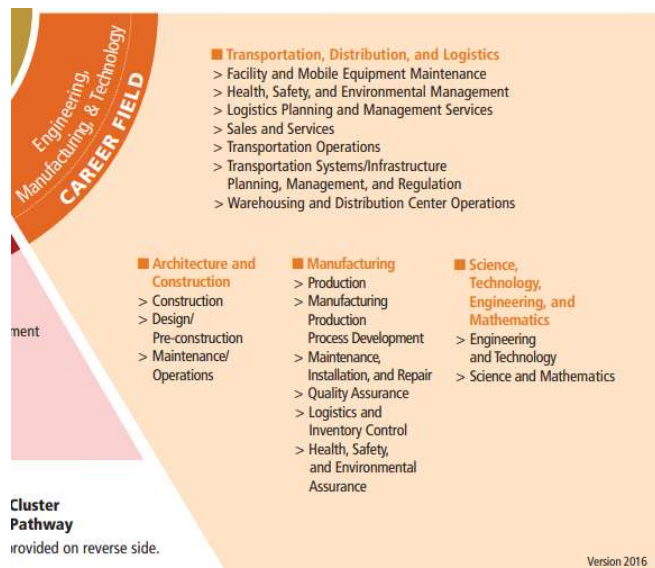 Engineering,
Manufacturing, & Technology
CAREER FIELD
Transportation, Distribution, and Logistics
> Facility and Mobile Equipment Maintenance
> Health, Safety, and Environmental Management
> Logistics Planning and Management Services
> Sales and Services
> Transportation Operations
> Transportation Systems/Infrastructure
Planning, Management, and Regulation
> Warehousing and Distribution Center Operations
Architecture and
Construction
> Construction
> Design/
Pre-construction
> Maintenance/
Operations
Manufacturing
> Production
> Manufacturing
Production
Process Development
> Maintenance,
Installation, and Repair
> Quality Assurance
> Logistics and
Inventory Control
> Health, Safety,
and Environmental
Assurance
Science,
Technology,
Engineering, and
Mathematics
> Engineering
and Technology
> Science and Mathematics
ment
Cluster
Pathway
provided on reverse side.
Version 2016